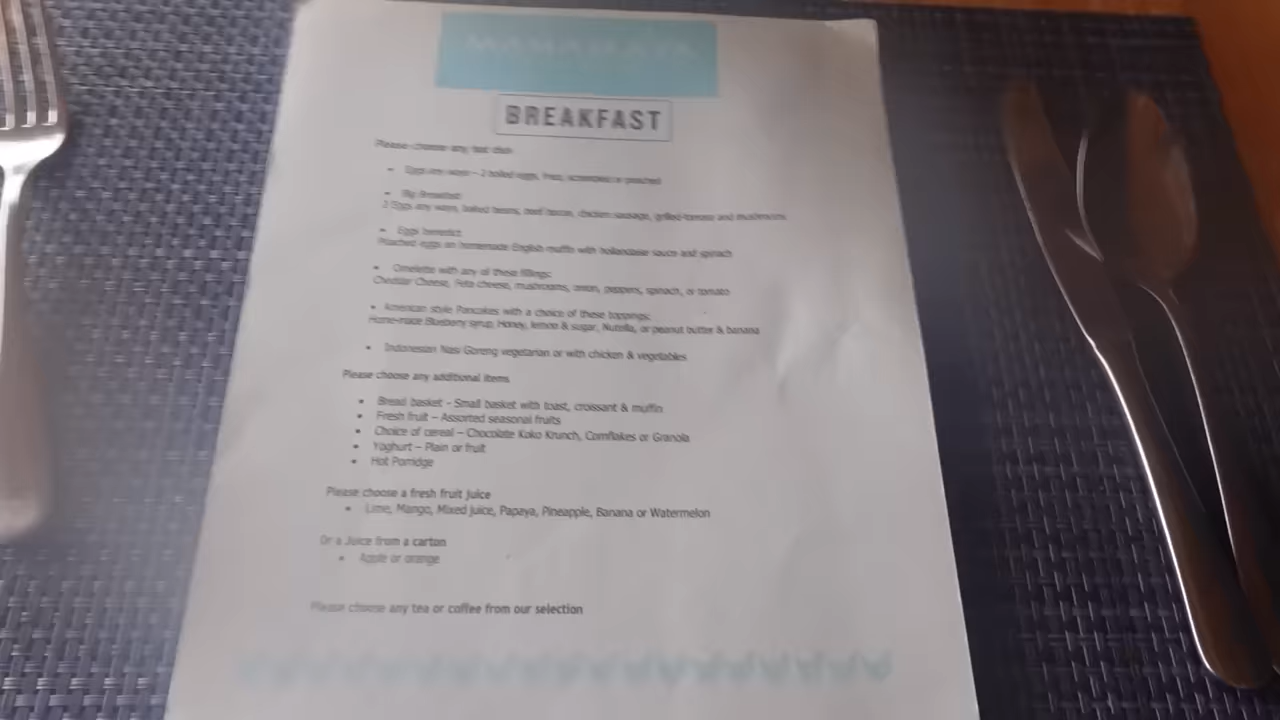 BREAKFAST
Please choose any hot dish
• Eggs any ways – 2 boiled eggs, fried, scrambled or poached
• Big Breakfast:
2 Eggs any ways, baked beans, beef bacon, chicken sausage, grilled tomato and mushrooms
• Eggs benedict:
Poached eggs on homemade English muffin with hollandaise sauce and spinach
• Omelette with any of these fillings:
Cheddar Cheese, Feta cheese, mushrooms, onion, peppers, spinach, or tomato
• American style Pancakes with a choice of these toppings:
Home-made Blueberry syrup, Honey, lemon & sugar, Nutella, or peanut butter & banana
• Indonesian Nasi Goreng vegetarian or with chicken & vegetables
Please choose any additional items
• Bread basket - Small basket with toast, croissant & muffin
• Fresh fruit – Assorted seasonal fruits
• Choice of cereal – Chocolate Koko Krunch, Cornflakes or Granola
• Yoghurt – Plain or fruit
• Hot Porridge
Please choose a fresh fruit juice
• Lime, Mango, Mixed juice, Papaya, Pineapple, Banana or Watermelon
Or a Juice from a carton
• Apple or orange
Please choose any tea or coffee from our selection